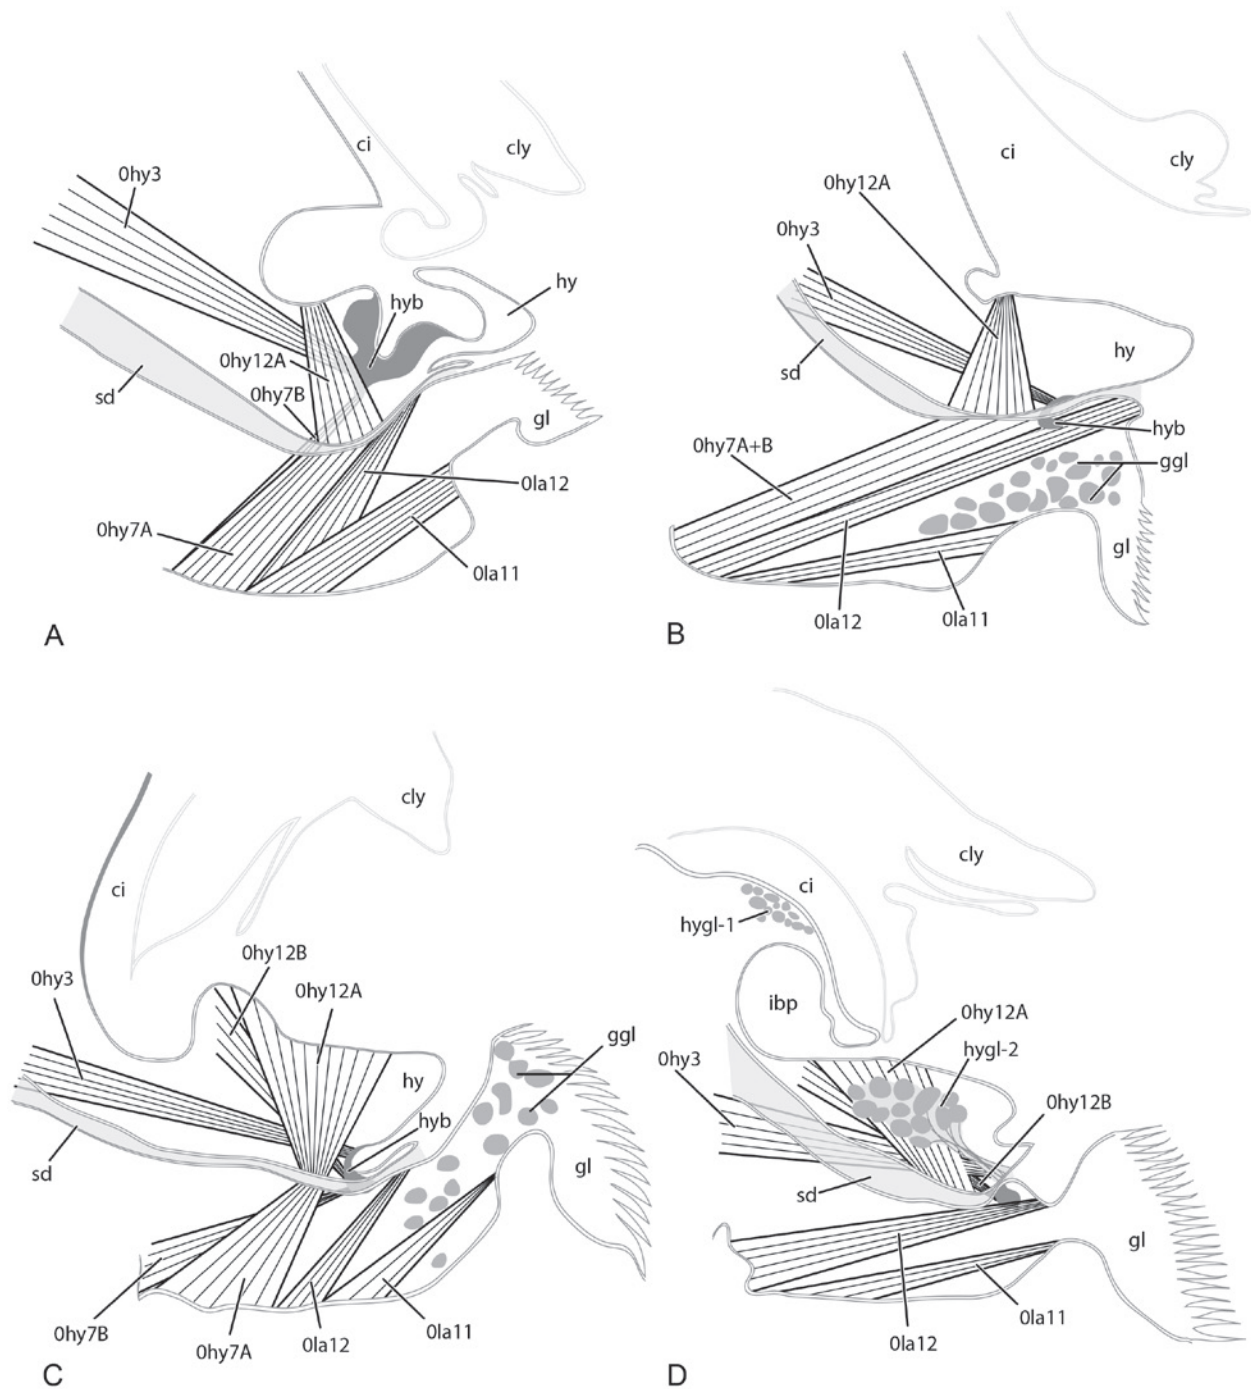 ci
cly
0hy3
hyb
hy
0hy12A
0hy7B
sd
gl
0la12
0hy7A
0la11
A
ci
cly
0hy12A
0hy3
sd
hy
hyb
0hy7A+B
ggl
gl
0la12
0la11
B
cly
ci
0hy12B
0hy3
0hy12A
ggl
hy
hyb
sd
gl
0hy7B
0hy7A
0la12
0la11
C
cly
ci
hygl-1
ibp
0hy12A
hygl-2
0hy3
0hy12B
sd
gl
0la11
0la12
D